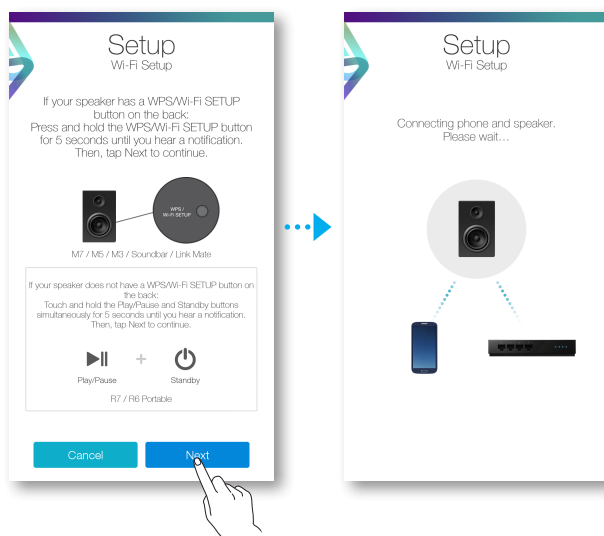 Setup
Wi-Fi Setup
If your speaker has a WPS/Wi-Fi SETUP
button on the back:
Press and hold the WPS/Wi-Fi SETUP button
for 5 seconds until you hear a notification.
Then, tap Next to continue.
WPS /
Wi-Fi SETUP
M7 / M5 / M3 / Soundbar / Link Mate
If your speaker does not have a WPS/Wi-Fi SETUP button on
the back:
Touch and hold the Play/Pause and Standby buttons
simultaneously for 5 seconds until you hear a notification.
Then, tap Next to continue.
+
Play/Pause
Standby
R7 / R6 Portable
Cancel
Next
Setup
Wi-Fi Setup
Connecting phone and speaker.
Please wait…